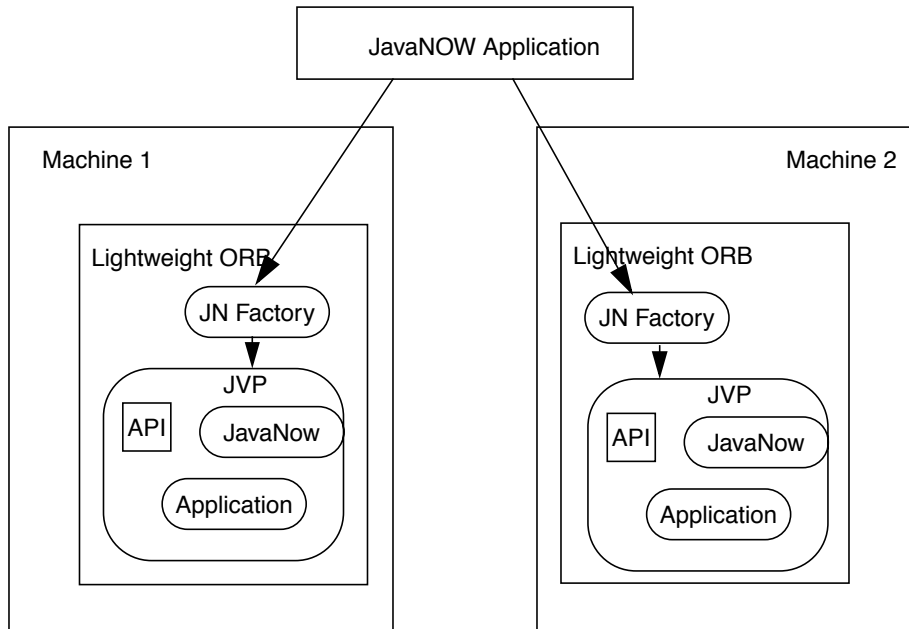 JavaNOW Application
Machine 1
Lightweight ORB
JN Factory
JVP
API
JavaNow
Application
Machine 2
Lightweight ORB
JN Factory
JVP
API
JavaNow
Application